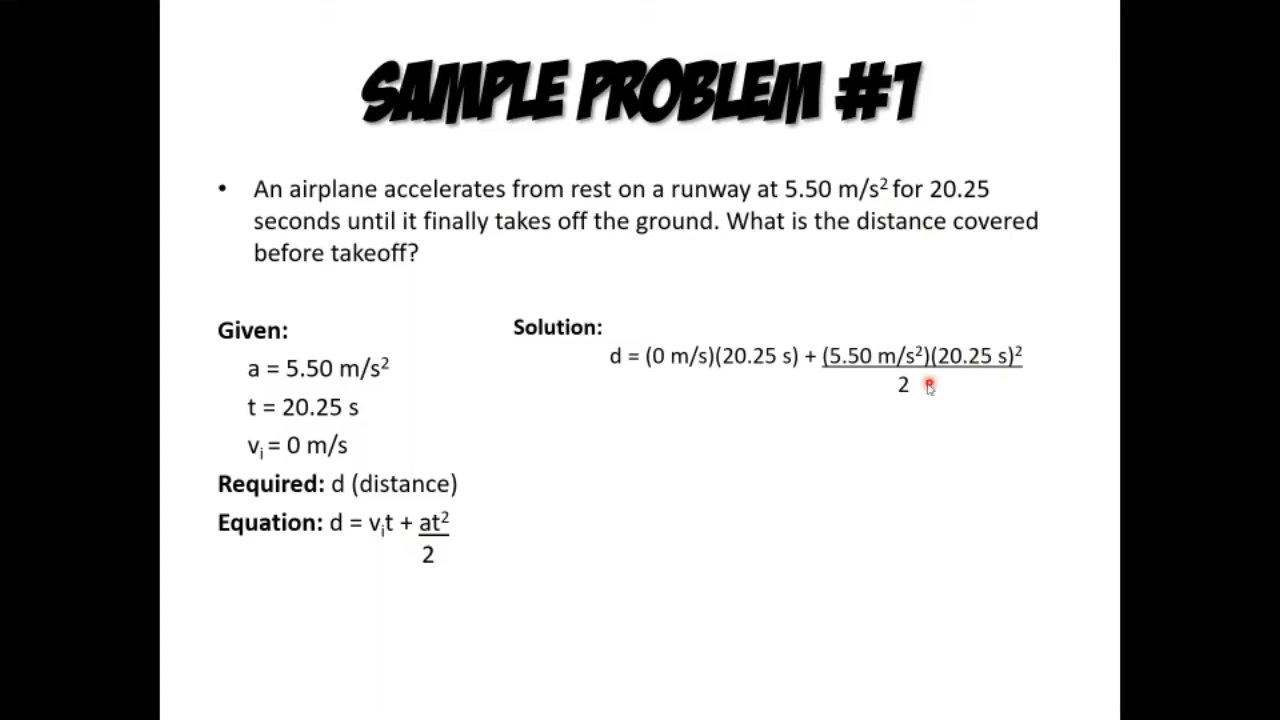 SAMPLE PROBLEM #1
• An airplane accelerates from rest on a runway at 5.50 m/s² for 20.25
seconds until it finally takes off the ground. What is the distance covered
before takeoff?
Given:
a = 5.50 m/s²
t = 20.25 s
vᵢ = 0 m/s
Required: d (distance)
Equation: d = vᵢt + at²
2
Solution:
d = (0 m/s)(20.25 s) + (5.50 m/s²)(20.25 s)²
2